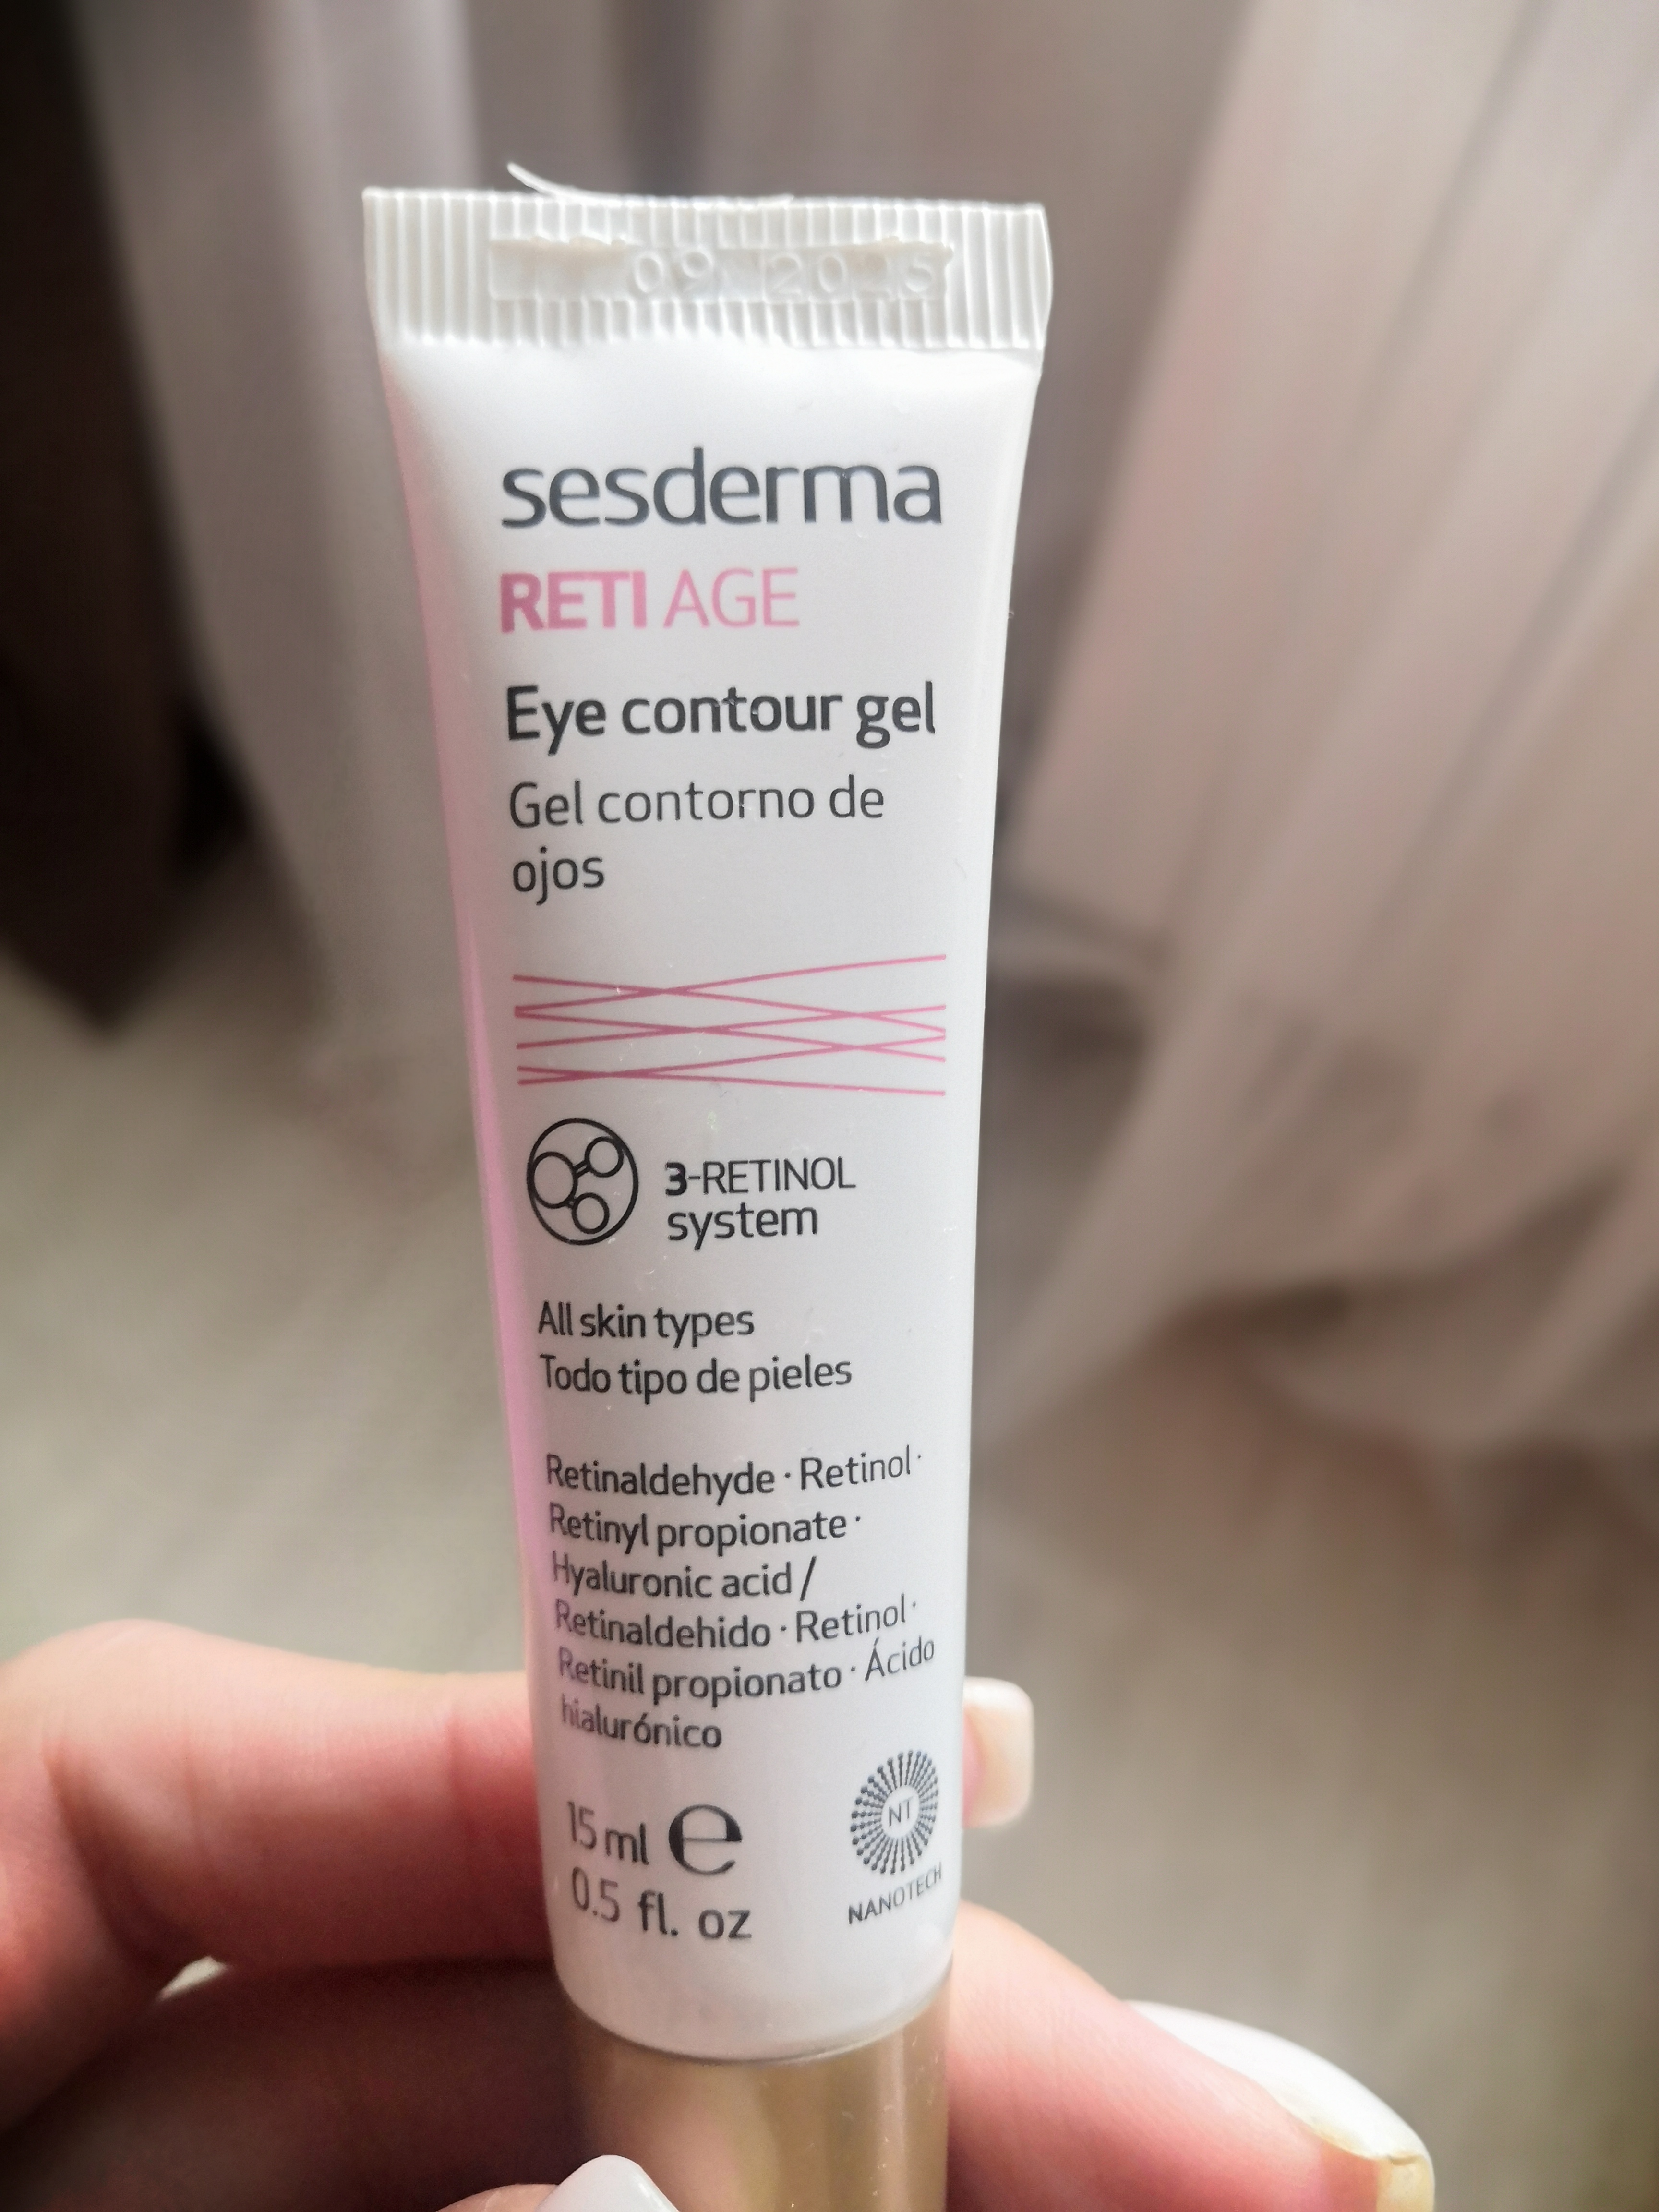 09 2025
sesderma
RETI AGE
Eye contour gel
Gel contorno de
ojos
3-RETINOL
system
All skin types
Todo tipo de pieles
Retinaldehyde · Retinol ·
Retinyl propionate ·
Hyaluronic acid /
Retinaldehido · Retinol ·
Retinil propionato · Ácido
hialurónico
15 ml e
0.5 fl. oz
NT
NANOTECH